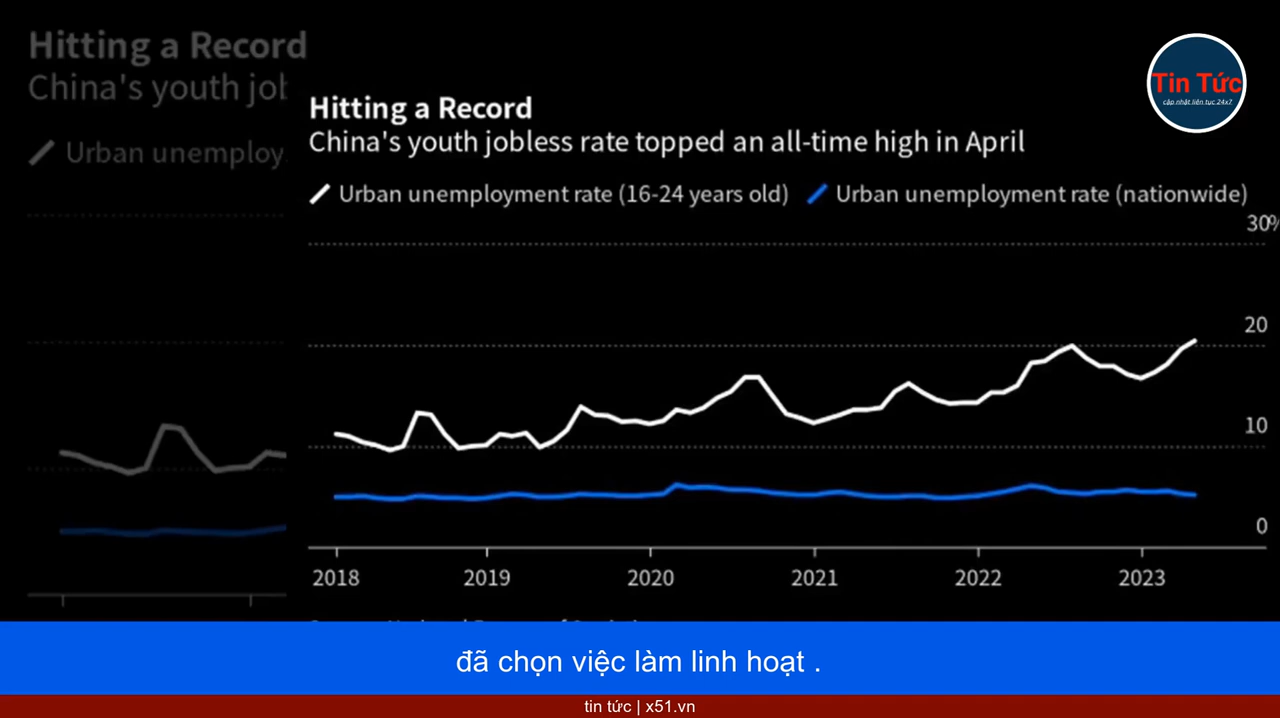 Hitting a Record
China's youth job
Urban unemploy
Hitting a Record
China's youth jobless rate topped an all-time high in April
Urban unemployment rate (16-24 years old) Urban unemployment rate (nationwide)
30%
20
10
0
2018 2019 2020 2021 2022 2023
Tin Tức
cập nhật liên tục 24x7
đã chọn việc làm linh hoạt .
tin tức | x51.vn